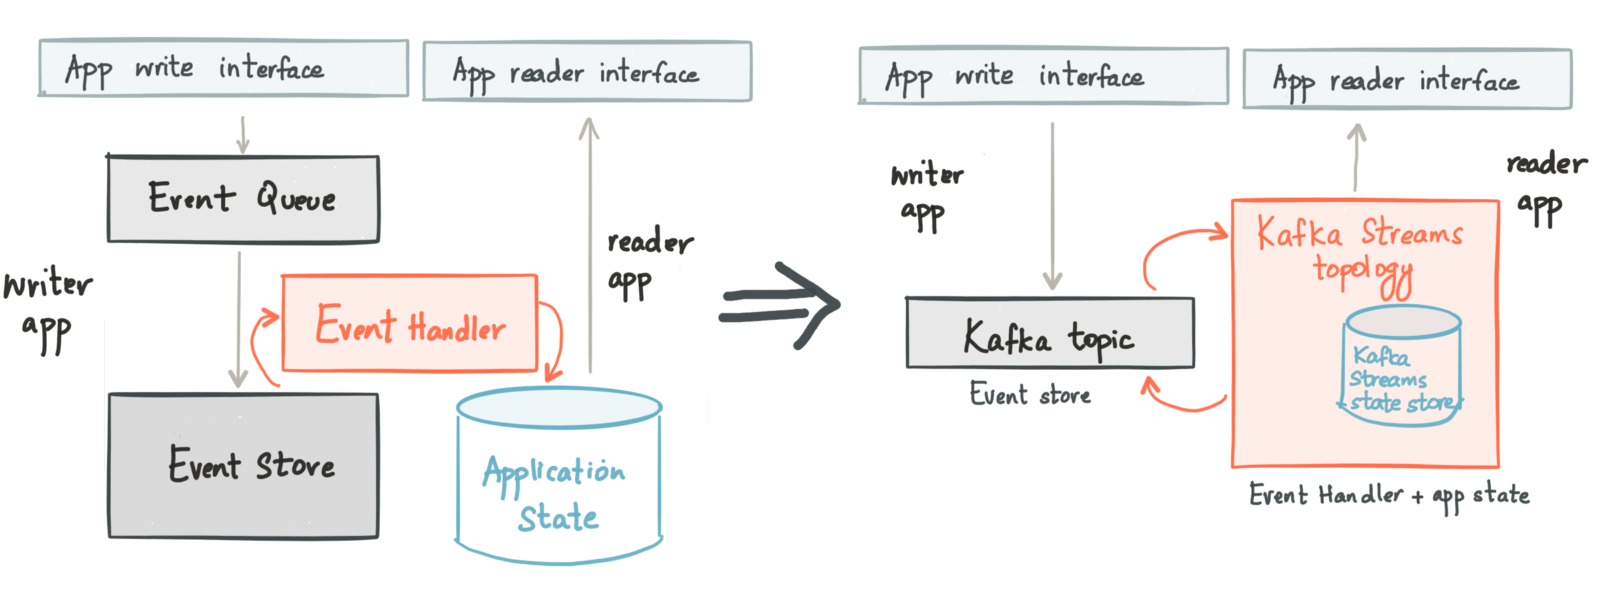 App write interface
App reader interface
Event Queue
writer
app
Event Handler
reader
app
Event Store
Application
State
App write interface
App reader interface
writer
app
reader
app
Kafka Streams
topology
Kafka topic
Event store
Kafka
Streams
state store
Event Handler + app state